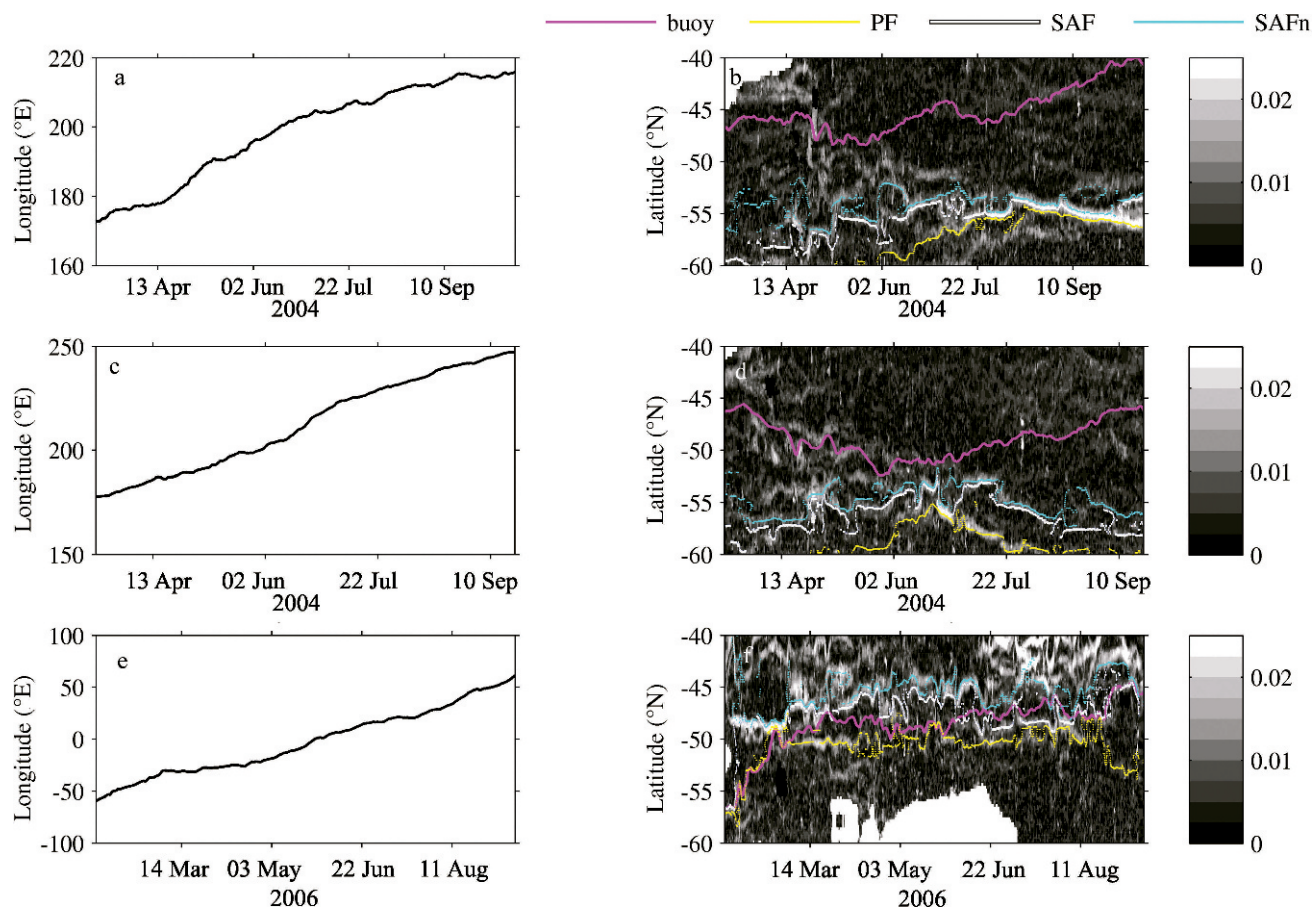 buoy PF SAF SAFn
a
Longitude (°E)
220
200
180
160
13 Apr 02 Jun 22 Jul 10 Sep
2004
b
Latitude (°N)
-40
-45
-50
-55
-60
13 Apr 02 Jun 22 Jul 10 Sep
2004
0.02
0.01
0
c
Longitude (°E)
250
200
150
13 Apr 02 Jun 22 Jul 10 Sep
2004
d
Latitude (°N)
-40
-45
-50
-55
-60
13 Apr 02 Jun 22 Jul 10 Sep
2004
0.02
0.01
0
e
Longitude (°E)
100
50
0
-50
-100
14 Mar 03 May 22 Jun 11 Aug
2006
f
Latitude (°N)
-40
-45
-50
-55
-60
14 Mar 03 May 22 Jun 11 Aug
2006
0.02
0.01
0